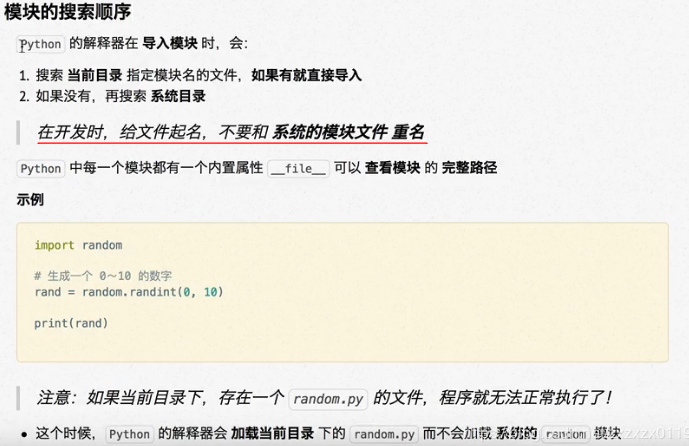 模块的搜索顺序
Python 的解释器在 导入模块 时，会：
1. 搜索 当前目录 指定模块名的文件，如果有就直接导入
2. 如果没有，再搜索 系统目录
在开发时，给文件起名，不要和 系统的模块文件 重名
Python 中每一个模块都有一个内置属性 __file__ 可以 查看模块 的 完整路径
示例
import random
# 生成一个 0～10 的数字
rand = random.randint(0, 10)
print(rand)
注意：如果当前目录下，存在一个 random.py 的文件，程序就无法正常执行了！
• 这个时候，Python 的解释器会 加载当前目录 下的 random.py 而不会加载 系统的 random 模块